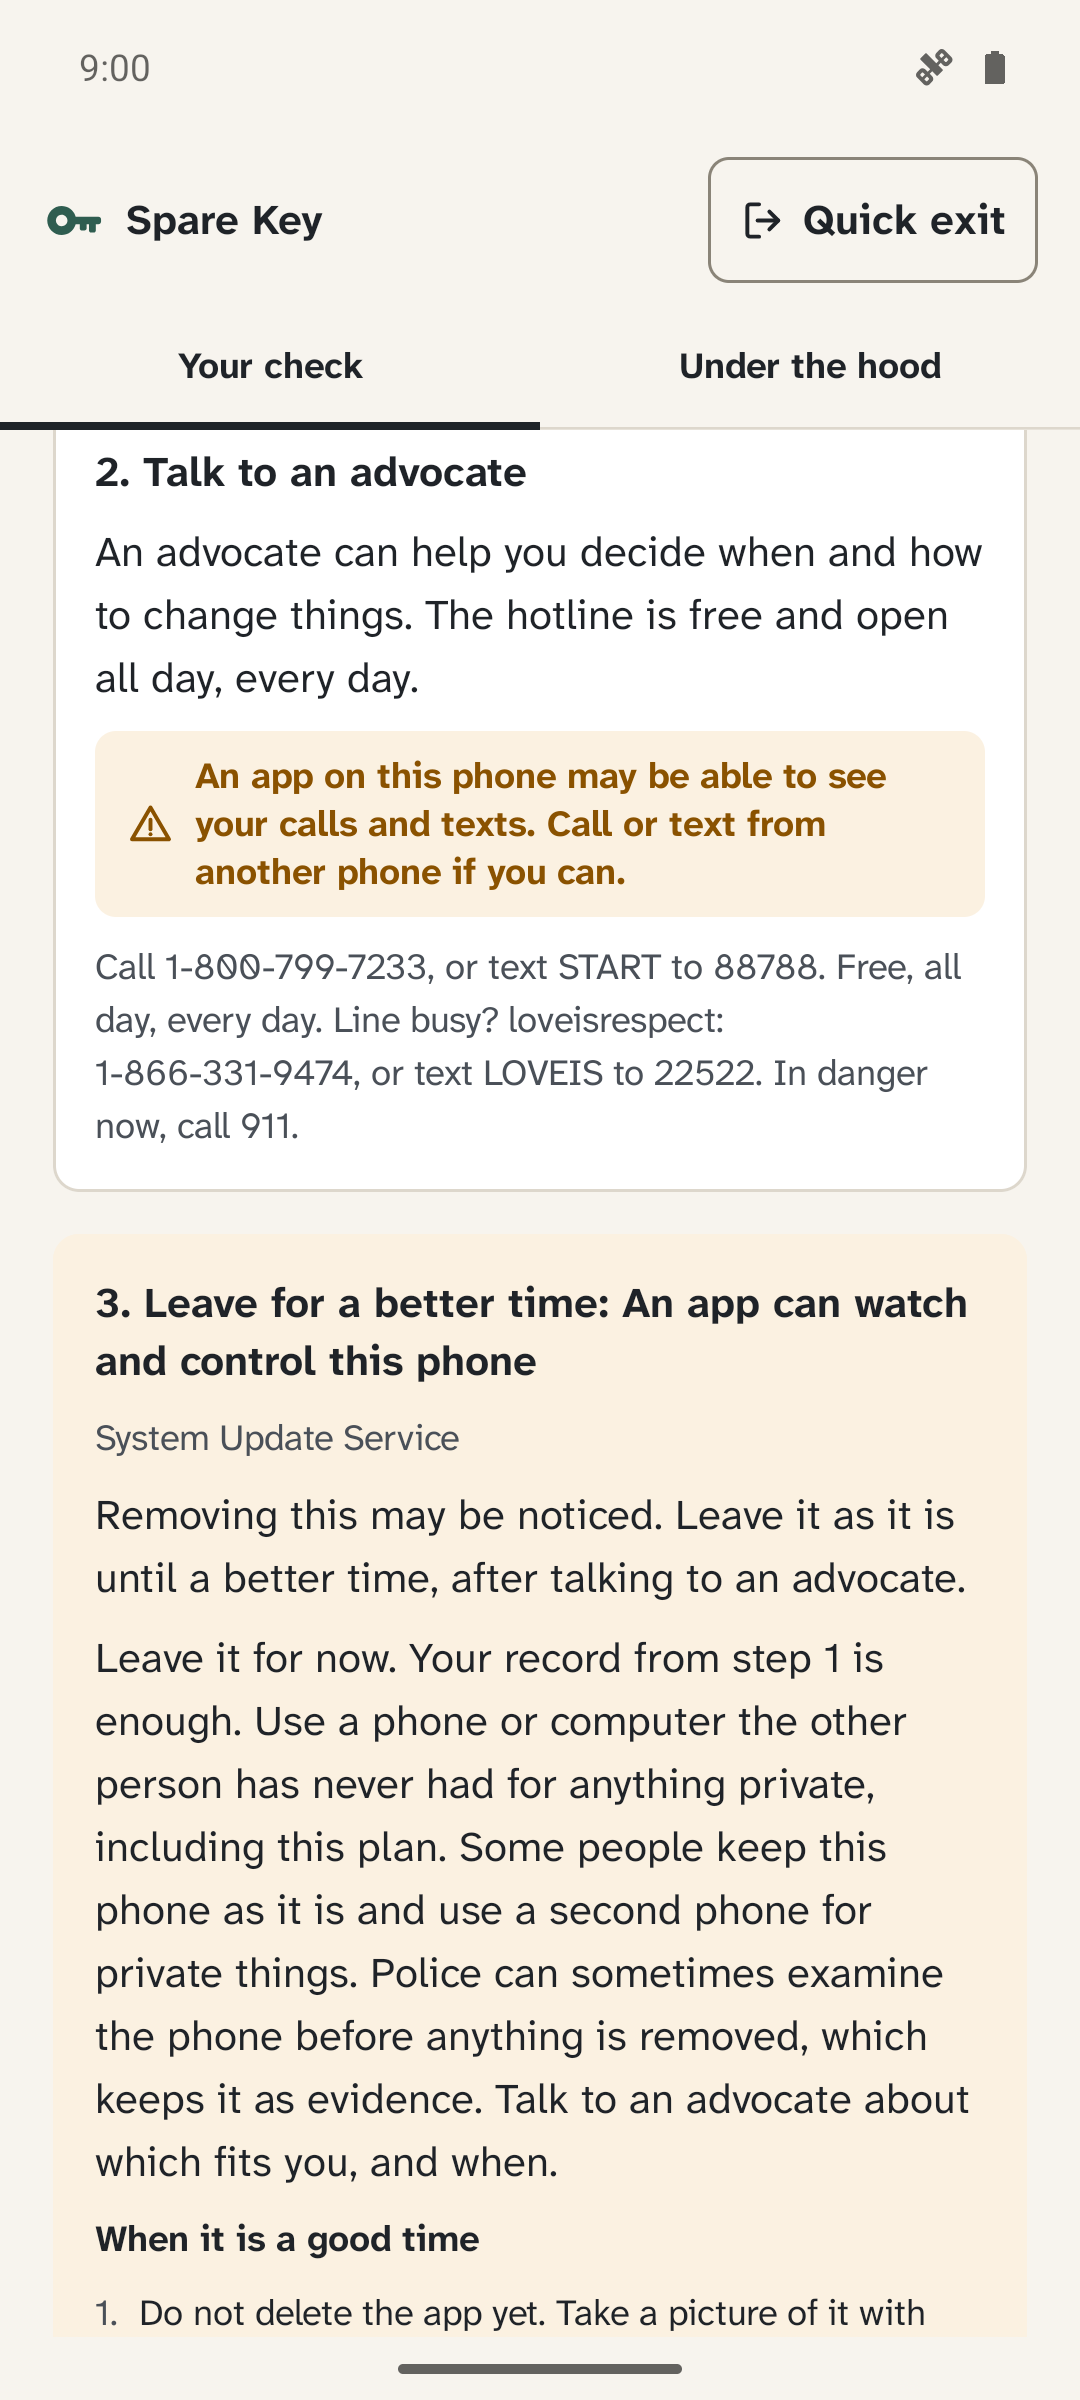 9:00
Spare Key
Quick exit
Your check
Under the hood
2. Talk to an advocate
An advocate can help you decide when and how
to change things. The hotline is free and open
all day, every day.
An app on this phone may be able to see
your calls and texts. Call or text from
another phone if you can.
Call 1-800-799-7233, or text START to 88788. Free, all
day, every day. Line busy? loveisrespect:
1-866-331-9474, or text LOVEIS to 22522. In danger
now, call 911.
3. Leave for a better time: An app can watch
and control this phone
System Update Service
Removing this may be noticed. Leave it as it is
until a better time, after talking to an advocate.
Leave it for now. Your record from step 1 is
enough. Use a phone or computer the other
person has never had for anything private,
including this plan. Some people keep this
phone as it is and use a second phone for
private things. Police can sometimes examine
the phone before anything is removed, which
keeps it as evidence. Talk to an advocate about
which fits you, and when.
When it is a good time
1. Do not delete the app yet. Take a picture of it with